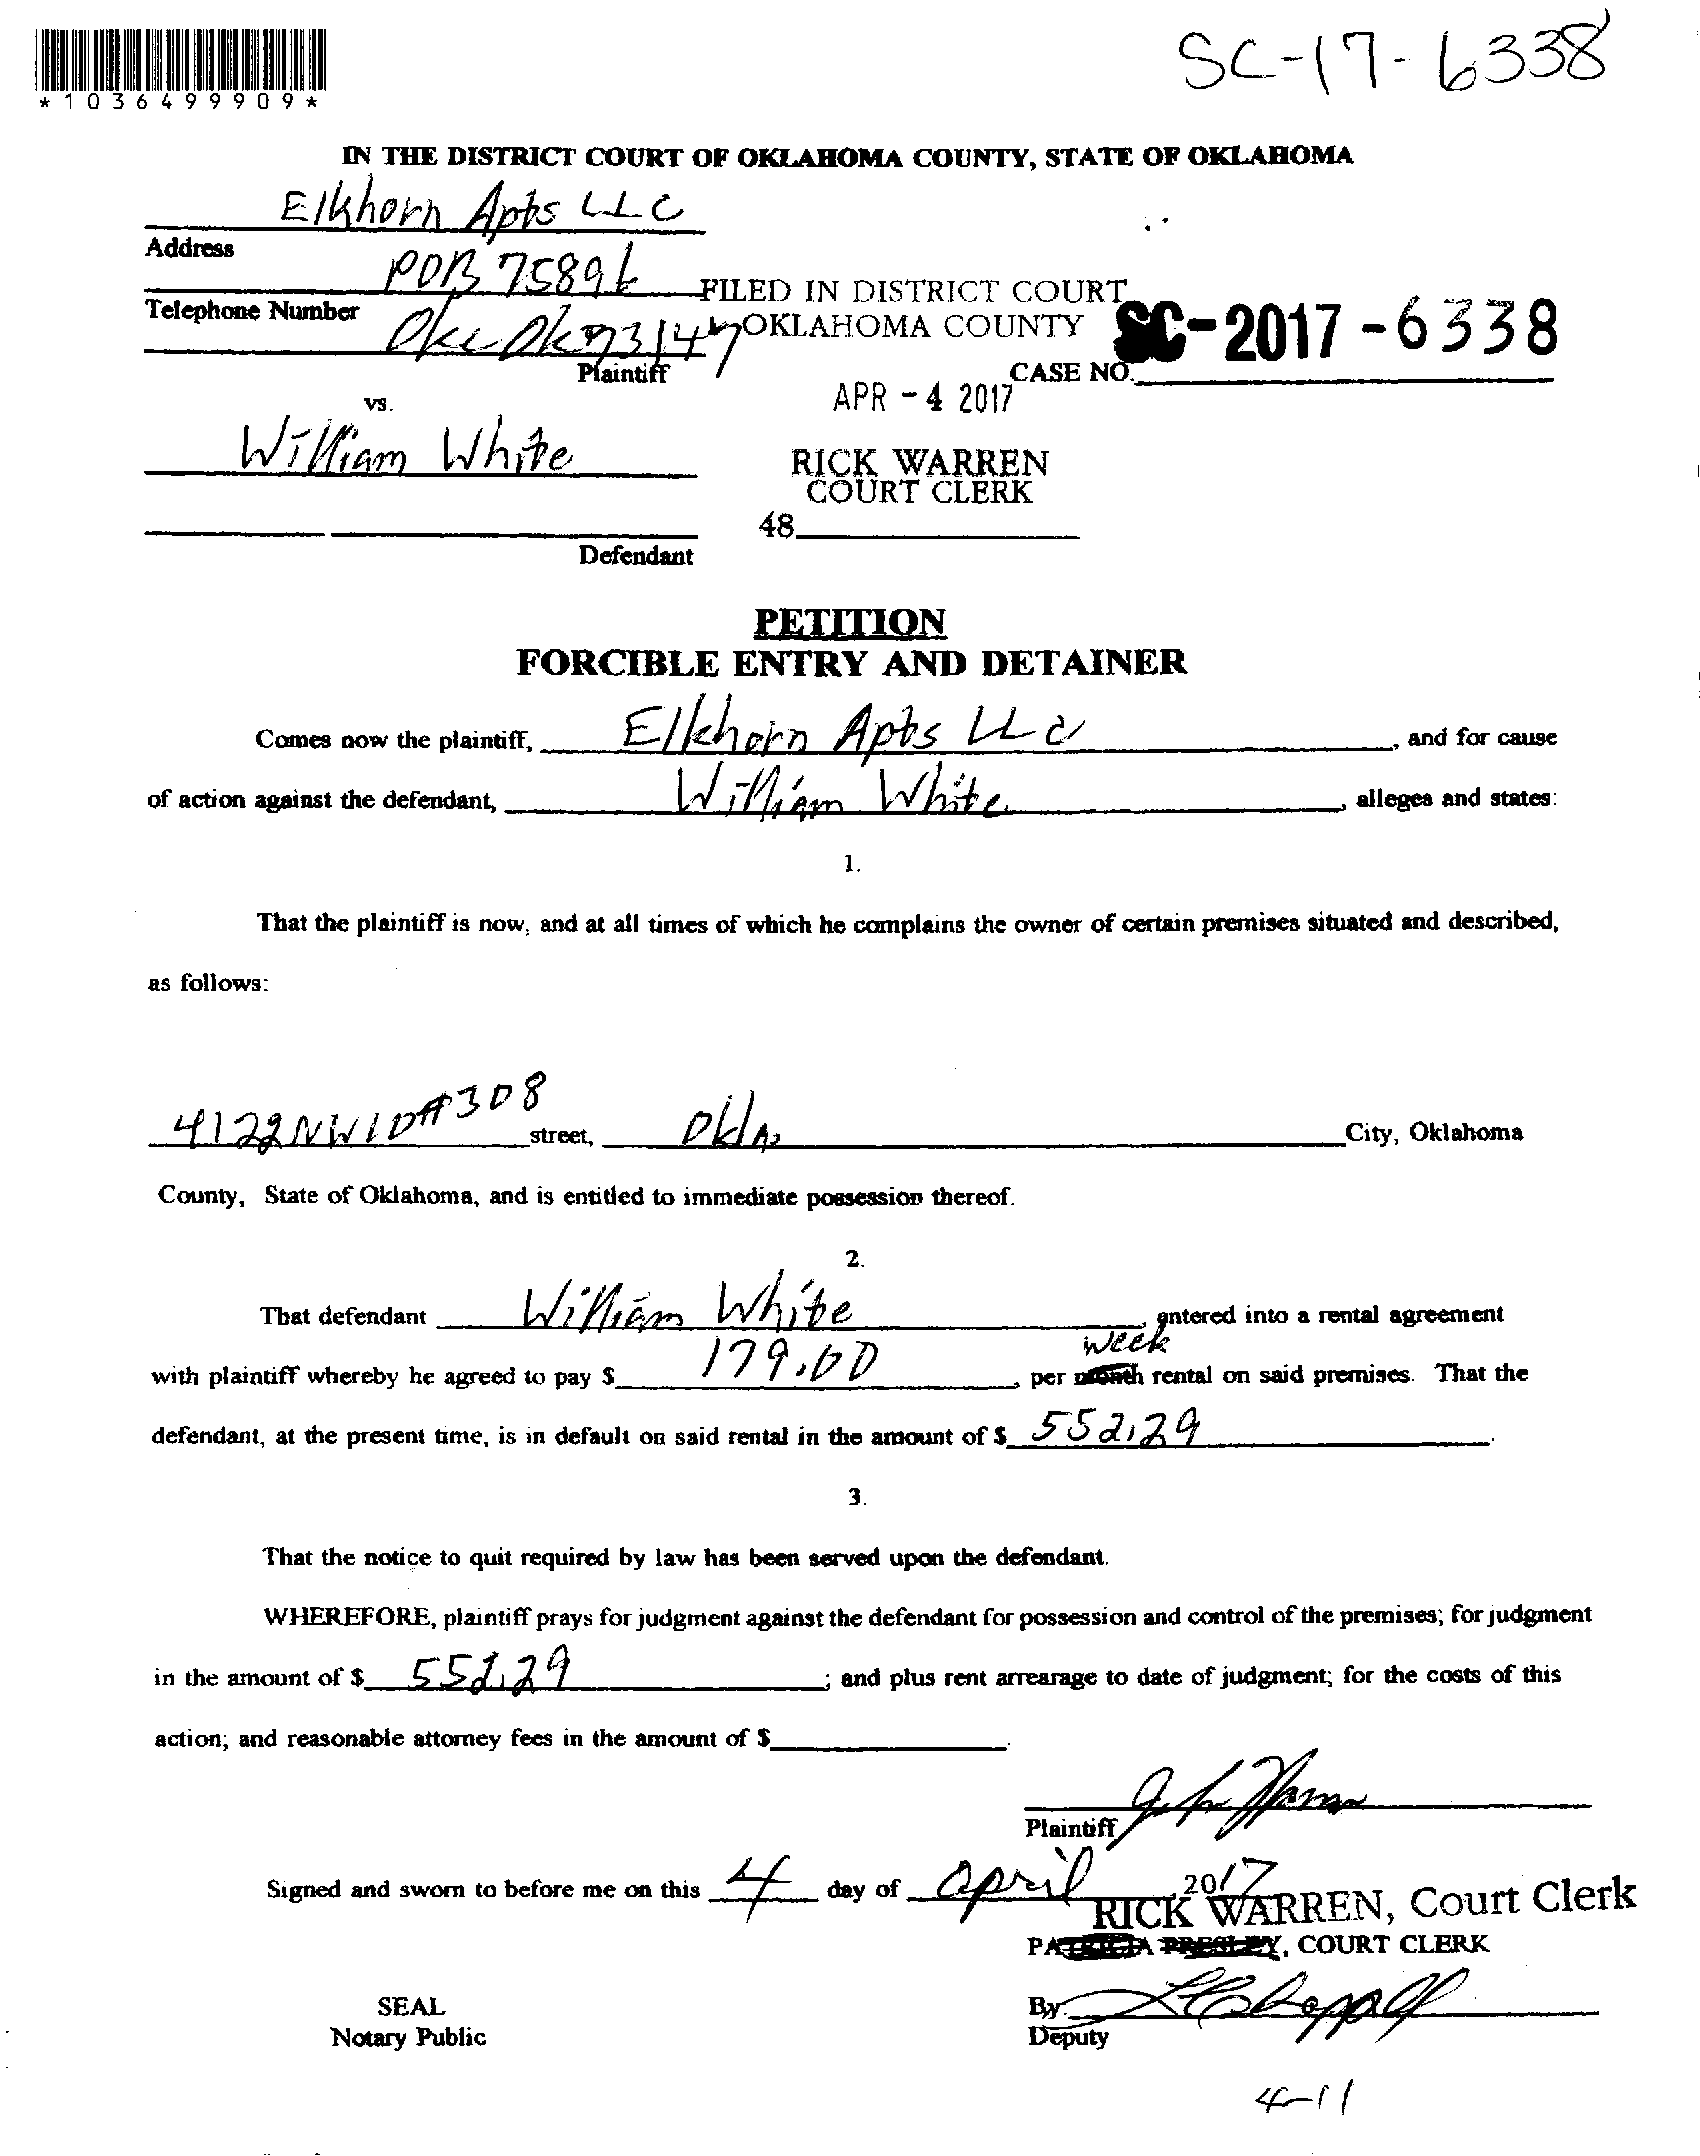 SC-17-6338
*1036499909*
IN THE DISTRICT COURT OF OKLAHOMA COUNTY, STATE OF OKLAHOMA
Elkhorn Apts LLC
Address
POB 75896
Telephone Number
FILED IN DISTRICT COURT
OKLAHOMA COUNTY
SC-2017-6338
Okc Ok 73147
Plaintiff
CASE NO.
APR - 4 2017
vs.
William White
RICK WARREN
COURT CLERK
48
Defendant
PETITION
FORCIBLE ENTRY AND DETAINER
Comes now the plaintiff, Elkhorn Apts LLC, and for cause
of action against the defendant, William White, alleges and states:
1.
That the plaintiff is now, and at all times of which he complains the owner of certain premises situated and described,
as follows:
4122 NW 10 #308 street, Okla City, Oklahoma
County, State of Oklahoma, and is entitled to immediate possession thereof.
2.
That defendant William White, entered into a rental agreement
week
with plaintiff whereby he agreed to pay $ 179.00, per month rental on said premises. That the
defendant, at the present time, is in default on said rental in the amount of $ 552.29.
3.
That the notice to quit required by law has been served upon the defendant.
WHEREFORE, plaintiff prays for judgment against the defendant for possession and control of the premises; for judgment
in the amount of $ 552.29; and plus rent arrearage to date of judgment; for the costs of this
action; and reasonable attorney fees in the amount of $
Plaintiff
Signed and sworn to before me on this 4 day of April, 2017
RICK WARREN, Court Clerk
PATRICIA PRESLEY, COURT CLERK
SEAL
By
Notary Public
Deputy
4-11